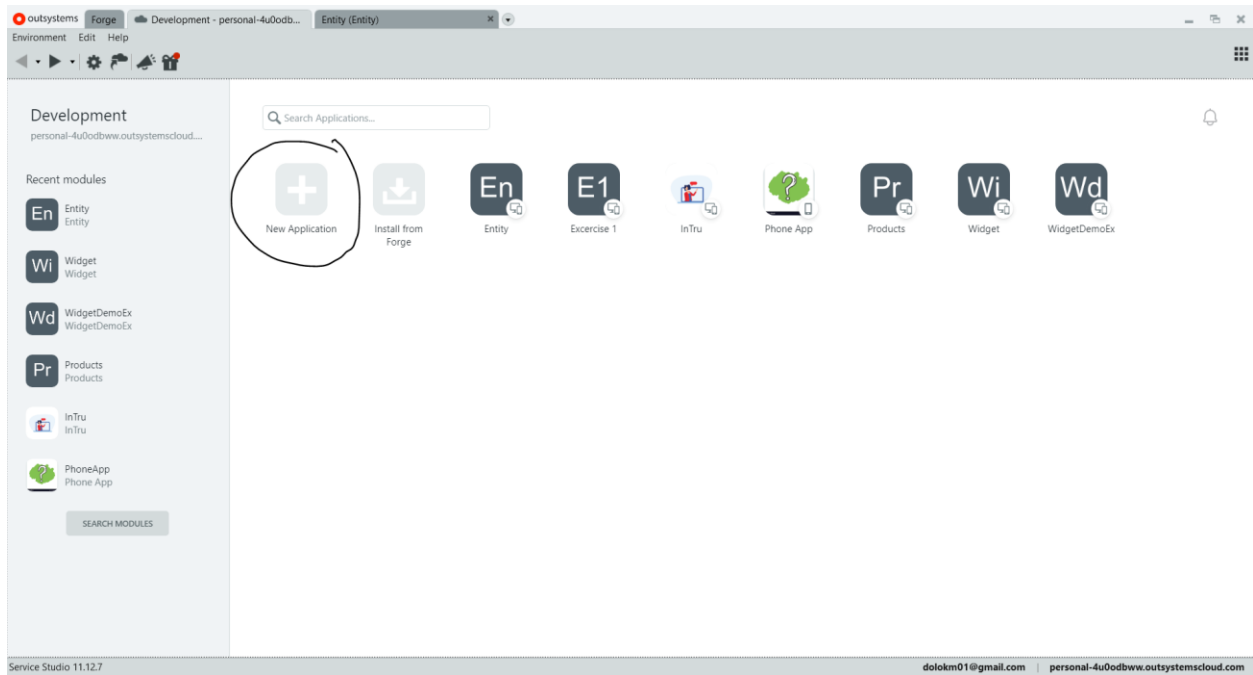 outsystems Forge Development - personal-4u0odb... Entity (Entity)
Environment Edit Help
Development
personal-4u0odbww.outsystemscloud....
Search Applications...
Recent modules
En
Entity
Entity
Wi
Widget
Widget
Wd
WidgetDemoEx
WidgetDemoEx
Pr
Products
Products
InTru
InTru
PhoneApp
Phone App
SEARCH MODULES
New Application
Install from
Forge
En
Entity
E1
Excercise 1
InTru
?
Phone App
Pr
Products
Wi
Widget
Wd
WidgetDemoEx
Service Studio 11.12.7
dolokm01@gmail.com personal-4u0odbww.outsystemscloud.com